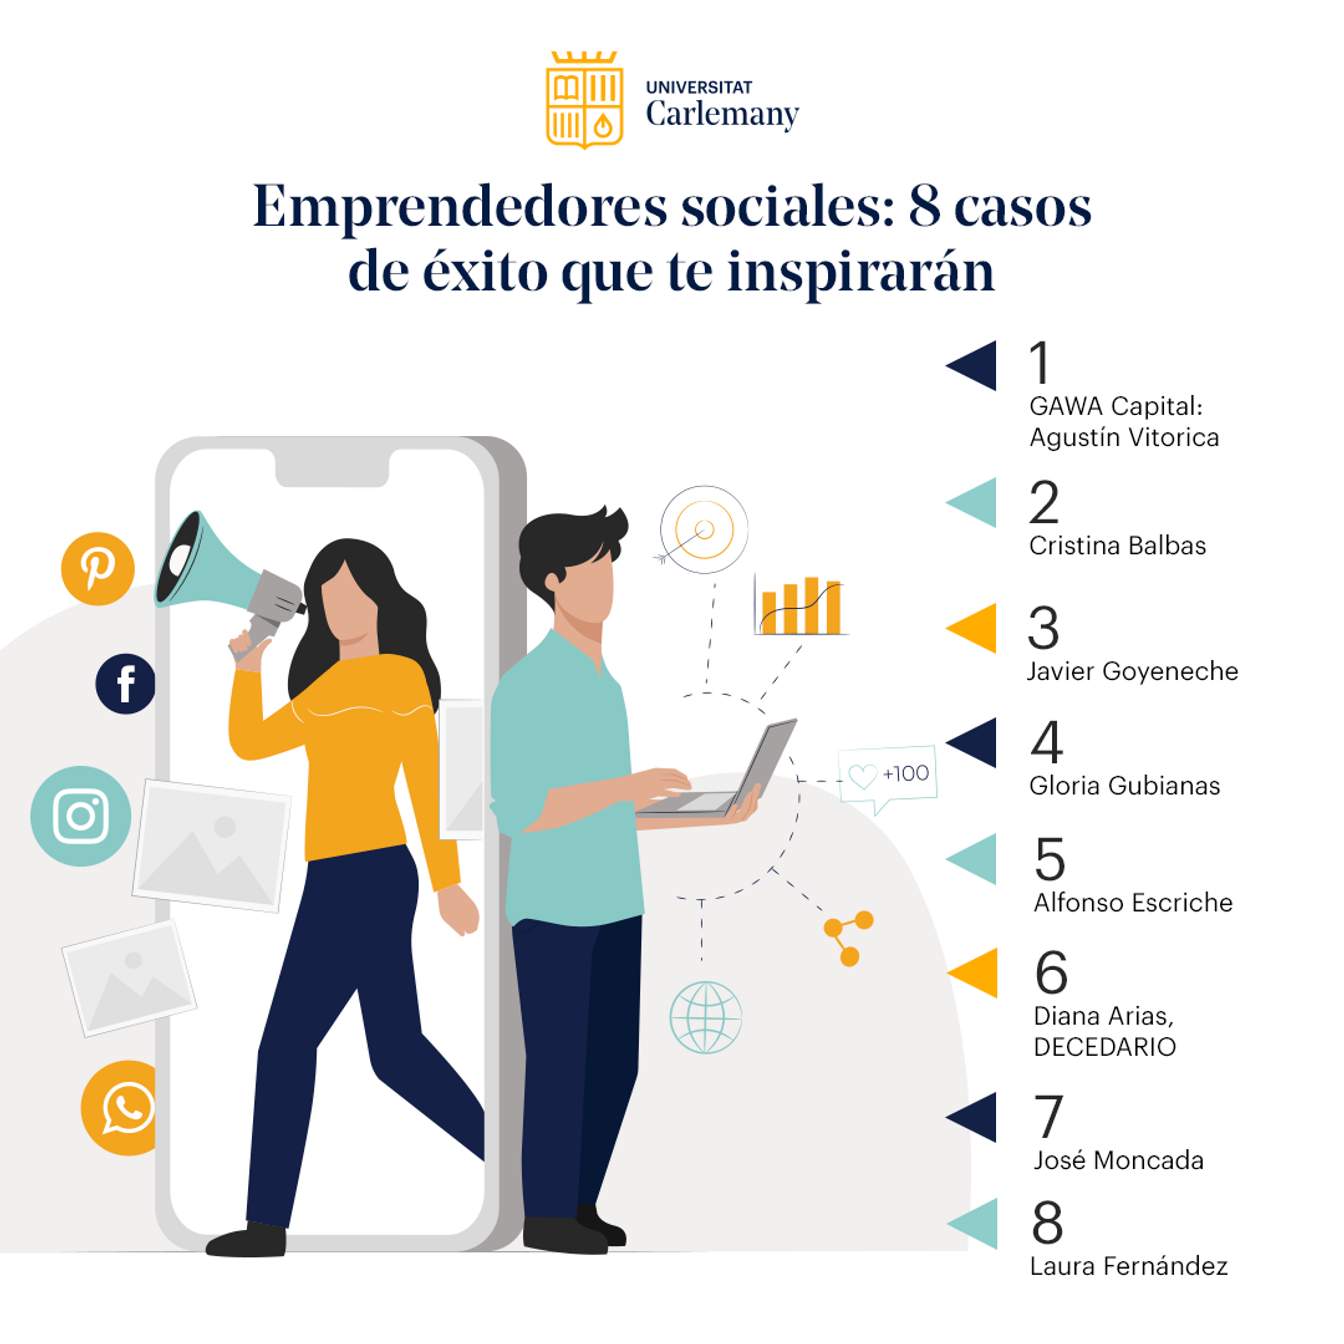 UNIVERSITAT
Carlemany
Emprendedores sociales: 8 casos
de éxito que te inspirarán
1
GAWA Capital:
Agustín Vitorica
2
Cristina Balbas
3
Javier Goyeneche
4
Gloria Gubianas
5
Alfonso Escriche
6
Diana Arias,
DECEDARIO
7
José Moncada
8
Laura Fernández
+100